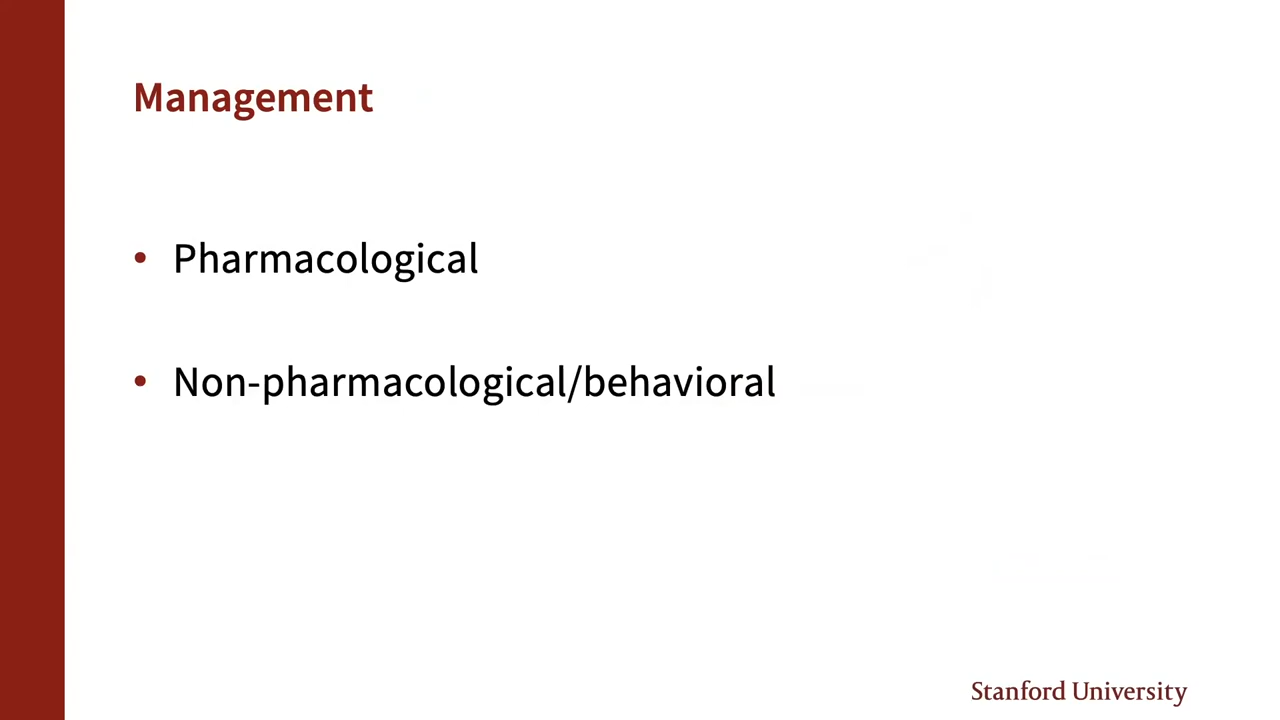 Management
• Pharmacological
• Non-pharmacological/behavioral
Stanford University